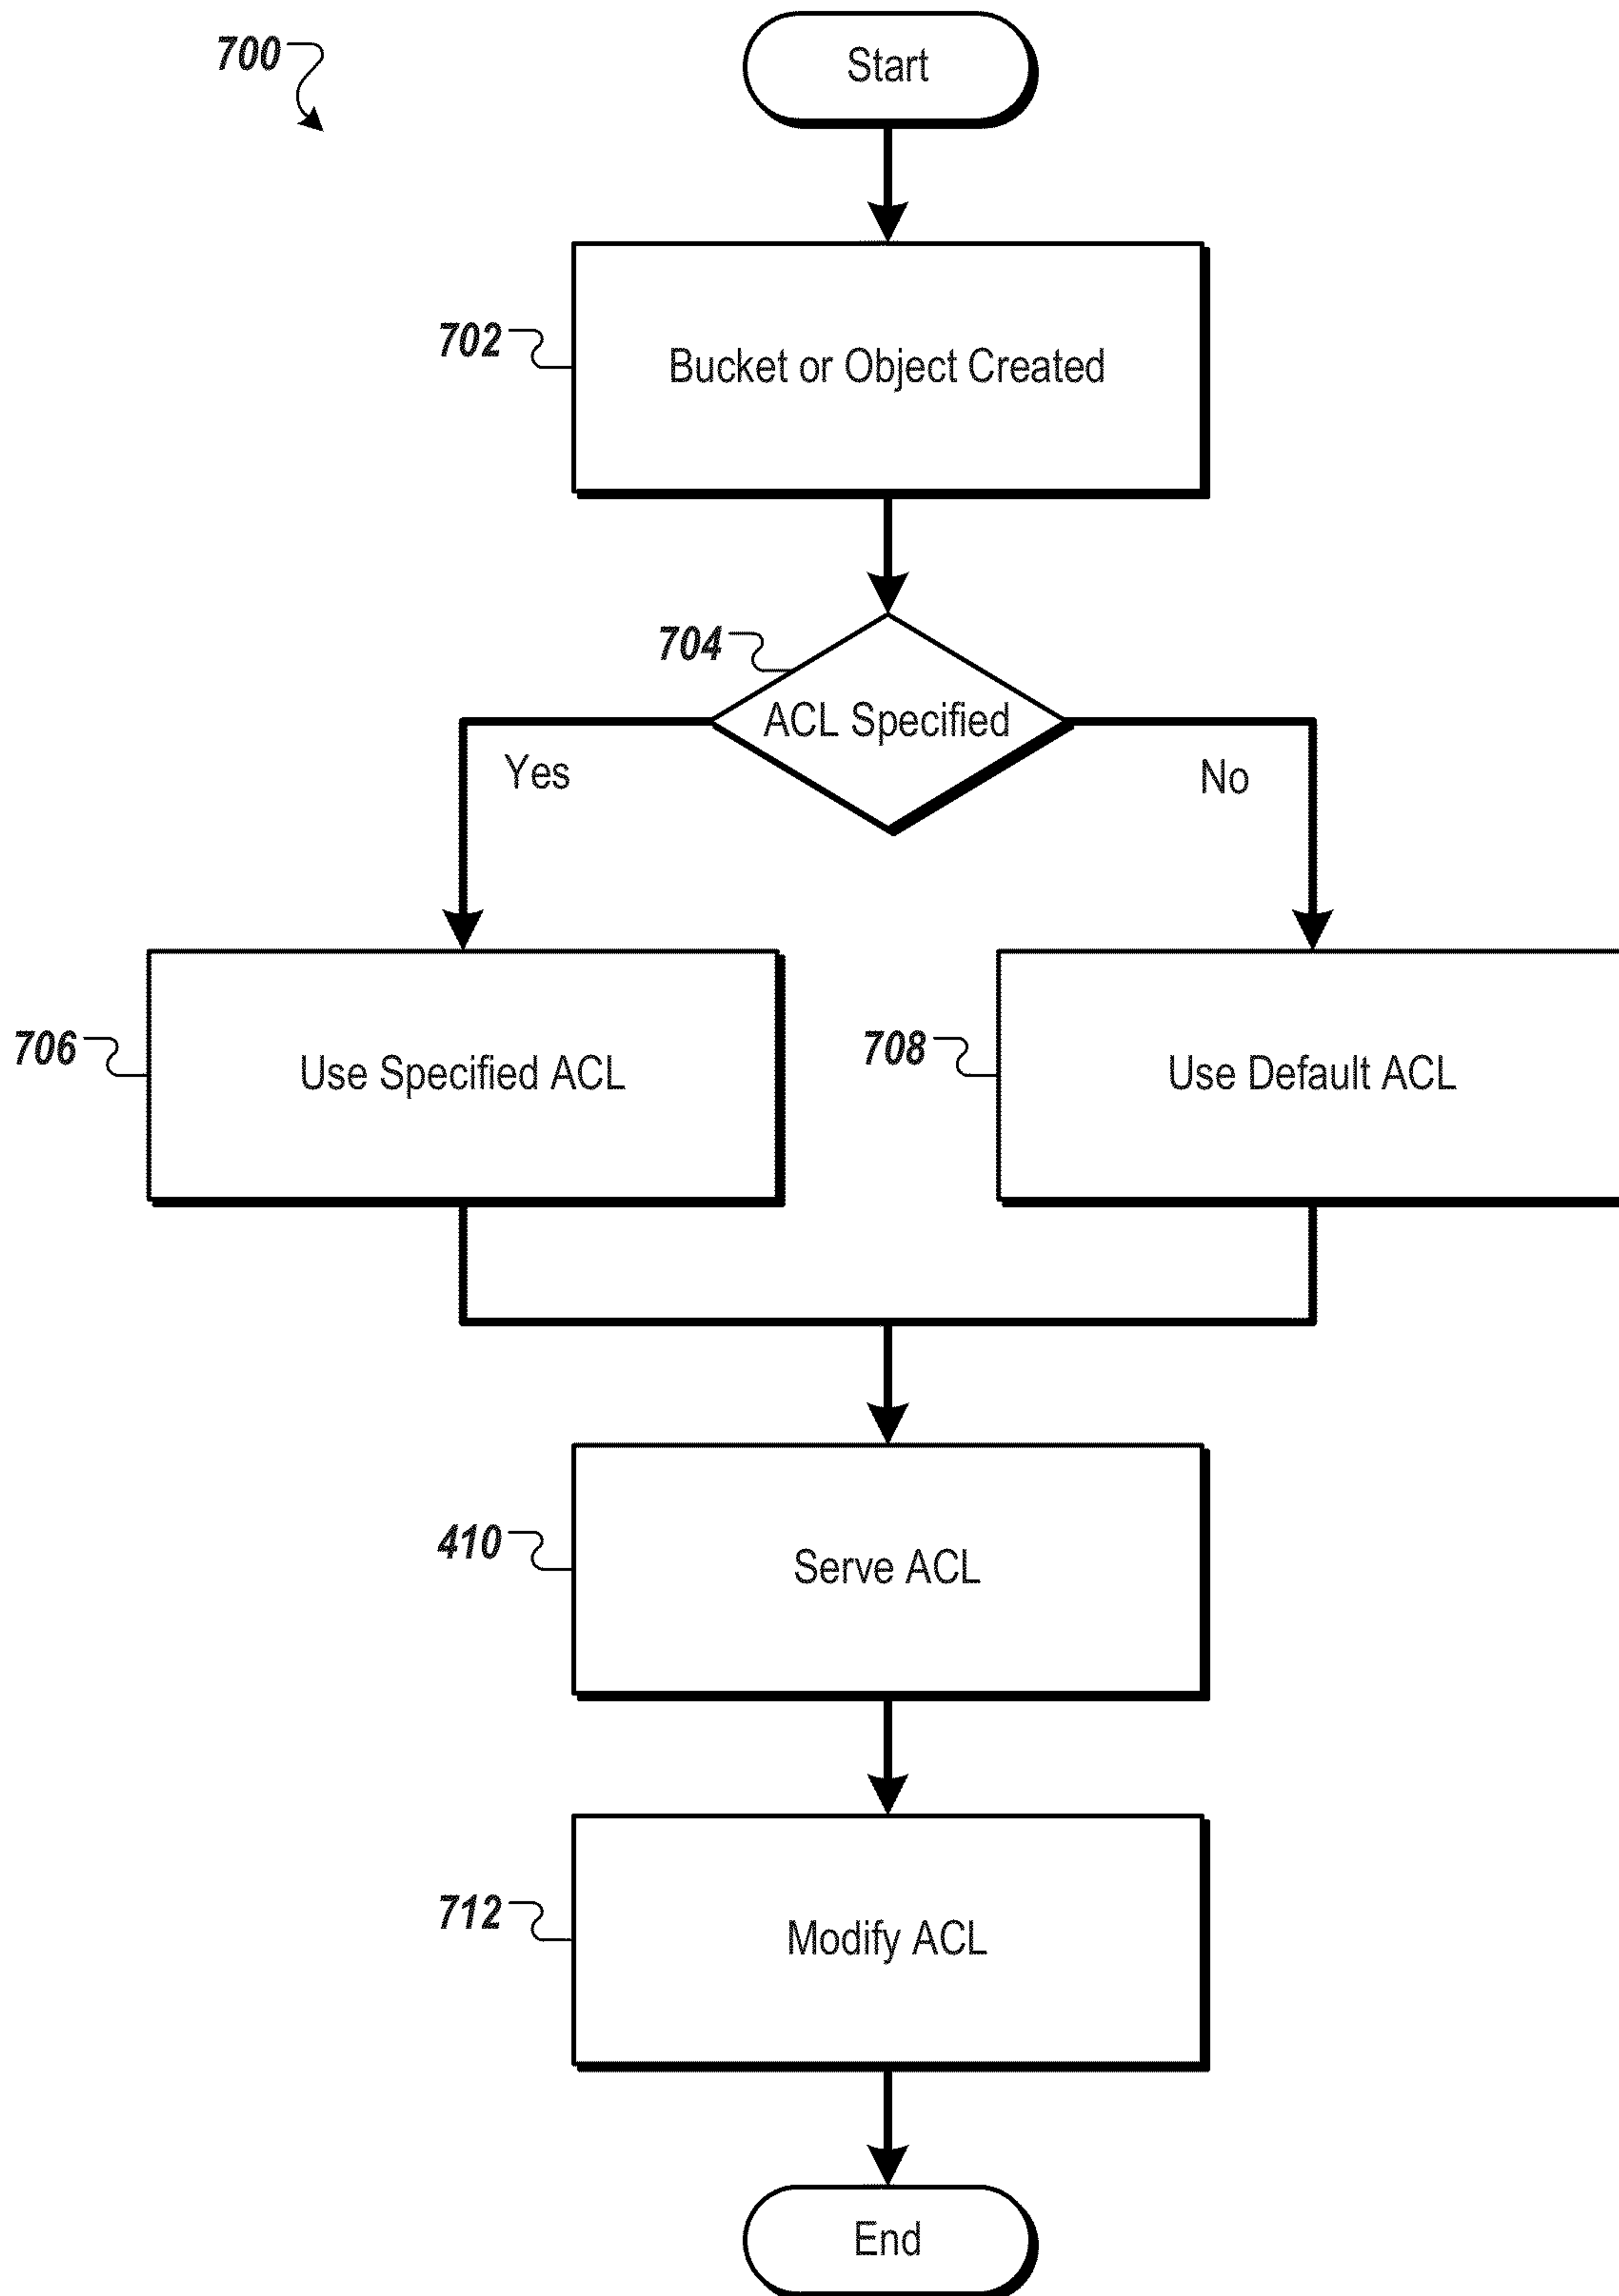 700
Start
702
Bucket or Object Created
704
ACL Specified
Yes
No
706
Use Specified ACL
708
Use Default ACL
410
Serve ACL
712
Modify ACL
End